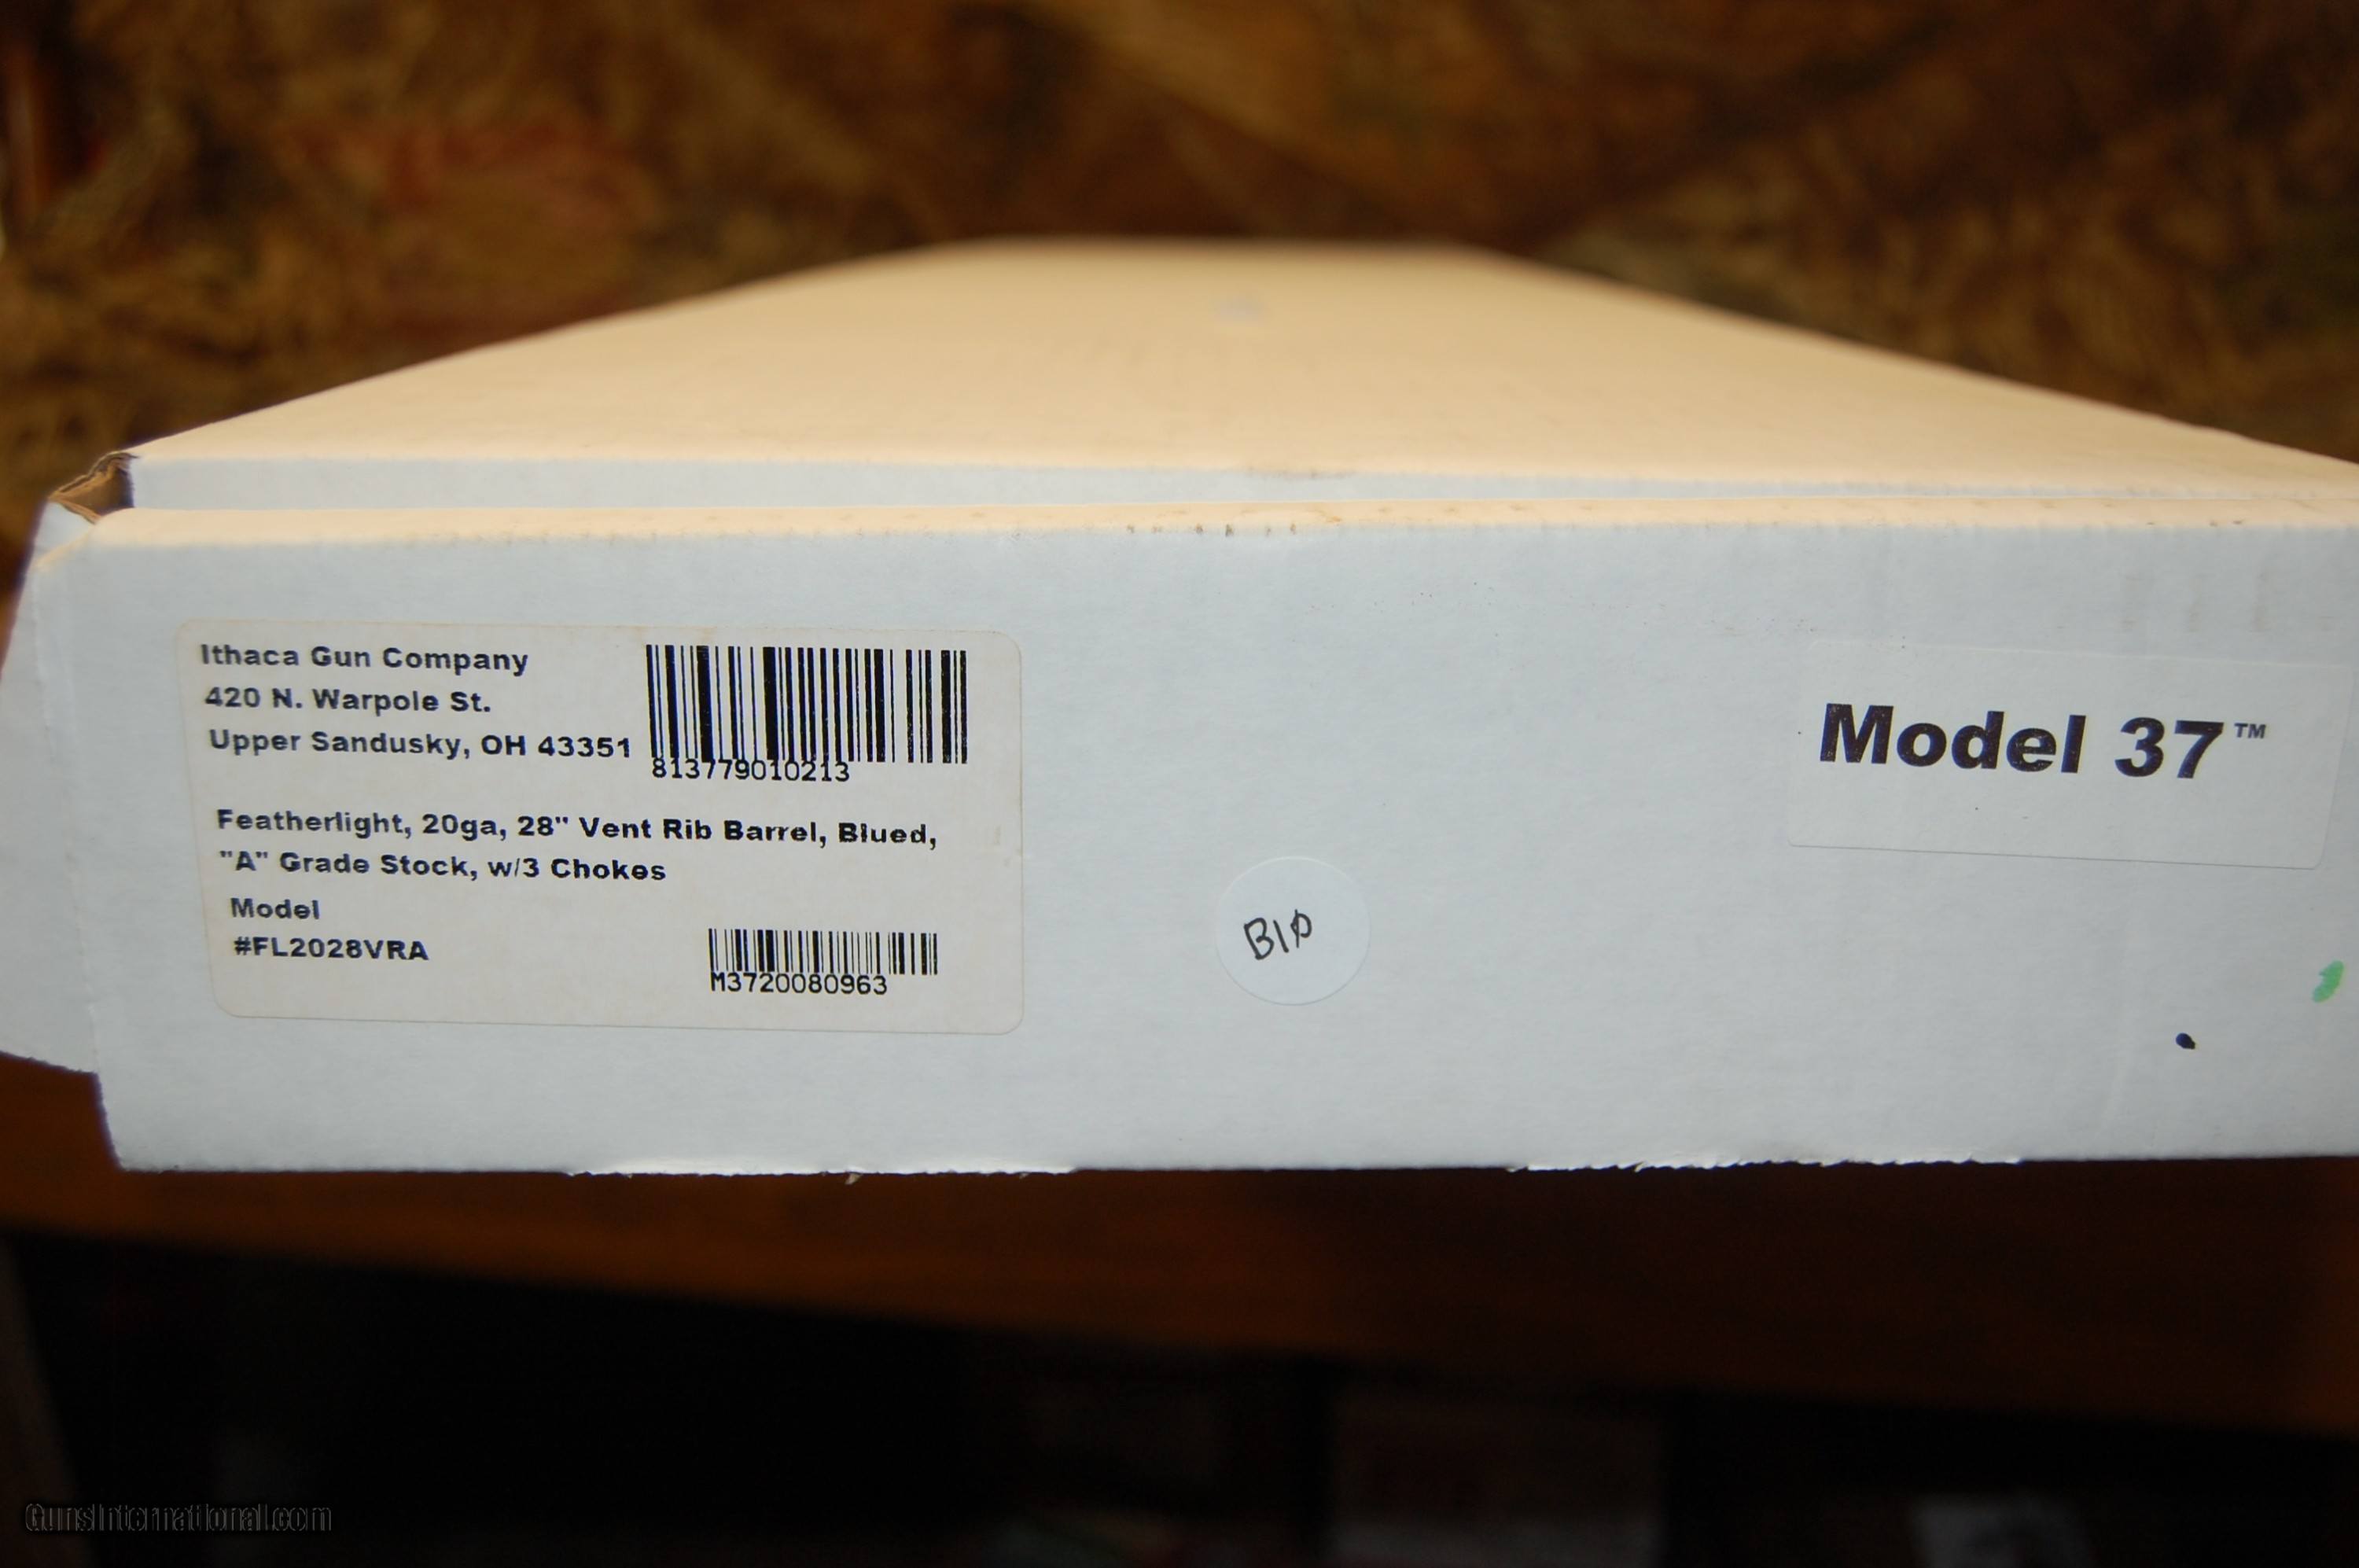 Ithaca Gun Company
420 N. Warpole St.
Upper Sandusky, OH 43351
813779010213
Featherlight, 20ga, 28" Vent Rib Barrel, Blued,
"A" Grade Stock, w/3 Chokes
Model
#FL2028VRA
M3720080963
B10
Model 37™
GunsInternational.com